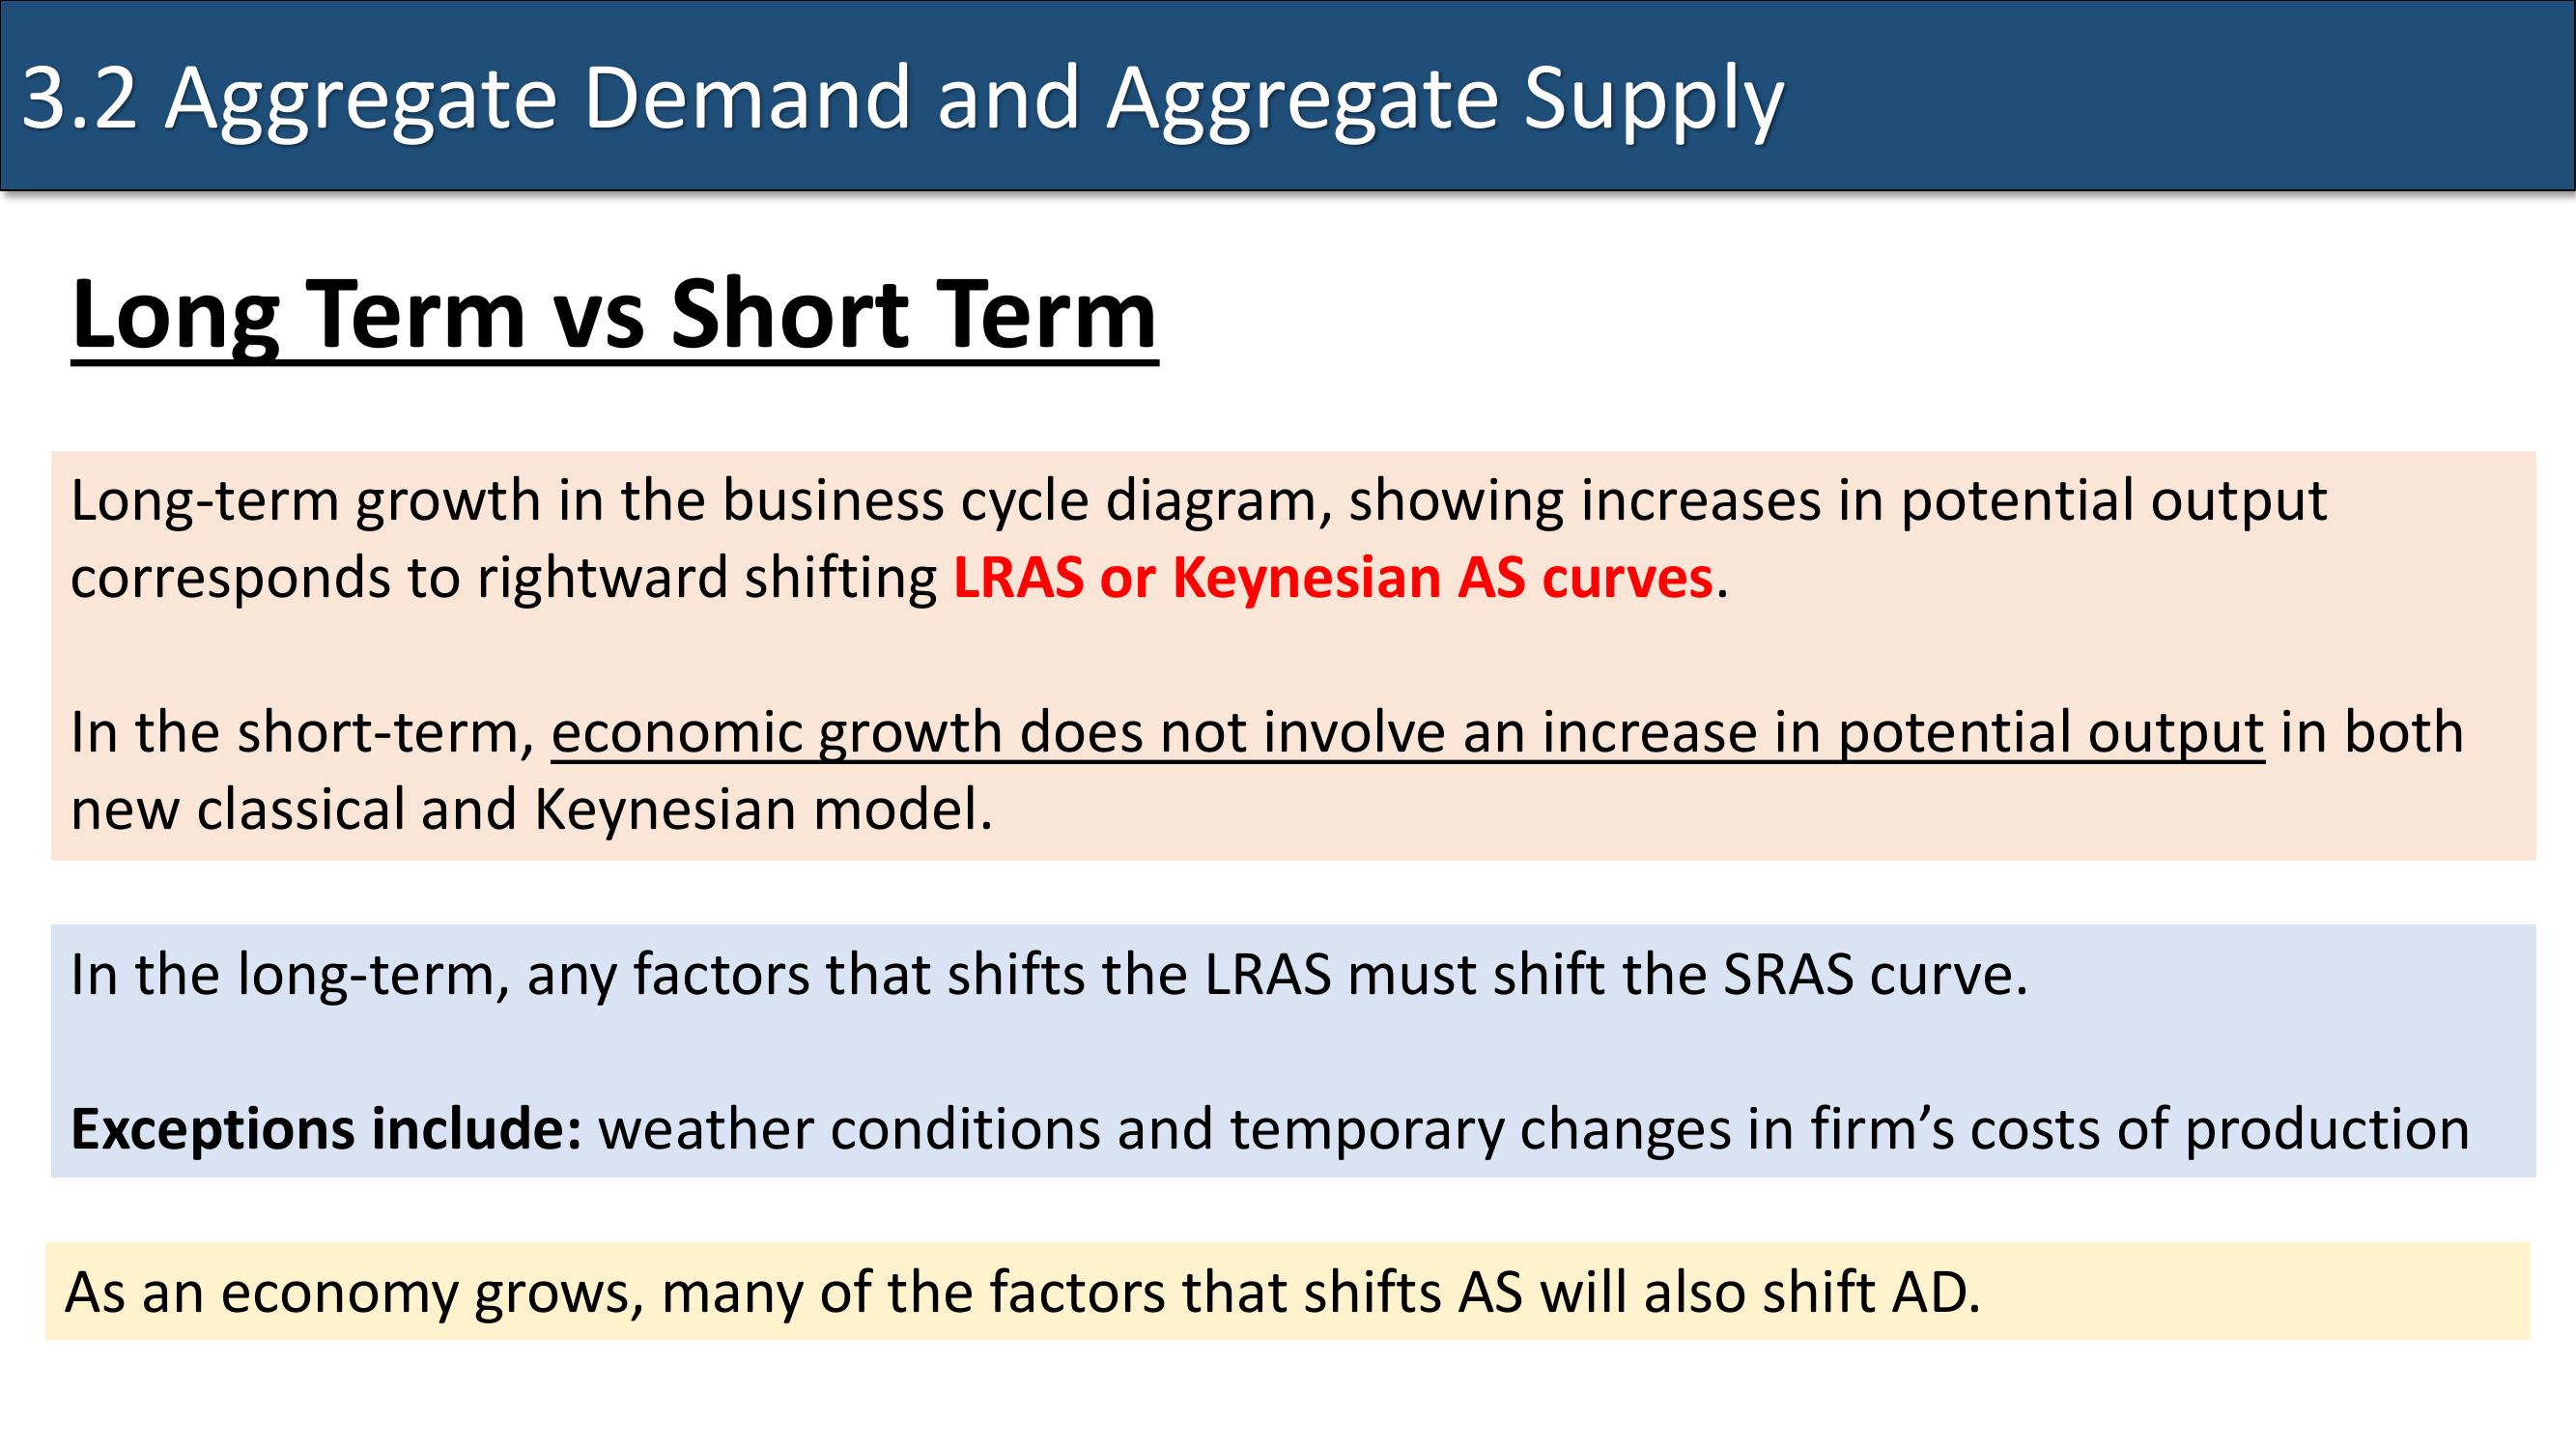 3.2 Aggregate Demand and Aggregate Supply
Long Term vs Short Term
Long-term growth in the business cycle diagram, showing increases in potential output
corresponds to rightward shifting LRAS or Keynesian AS curves.
In the short-term, economic growth does not involve an increase in potential output in both
new classical and Keynesian model.
In the long-term, any factors that shifts the LRAS must shift the SRAS curve.
Exceptions include: weather conditions and temporary changes in firm’s costs of production
As an economy grows, many of the factors that shifts AS will also shift AD.